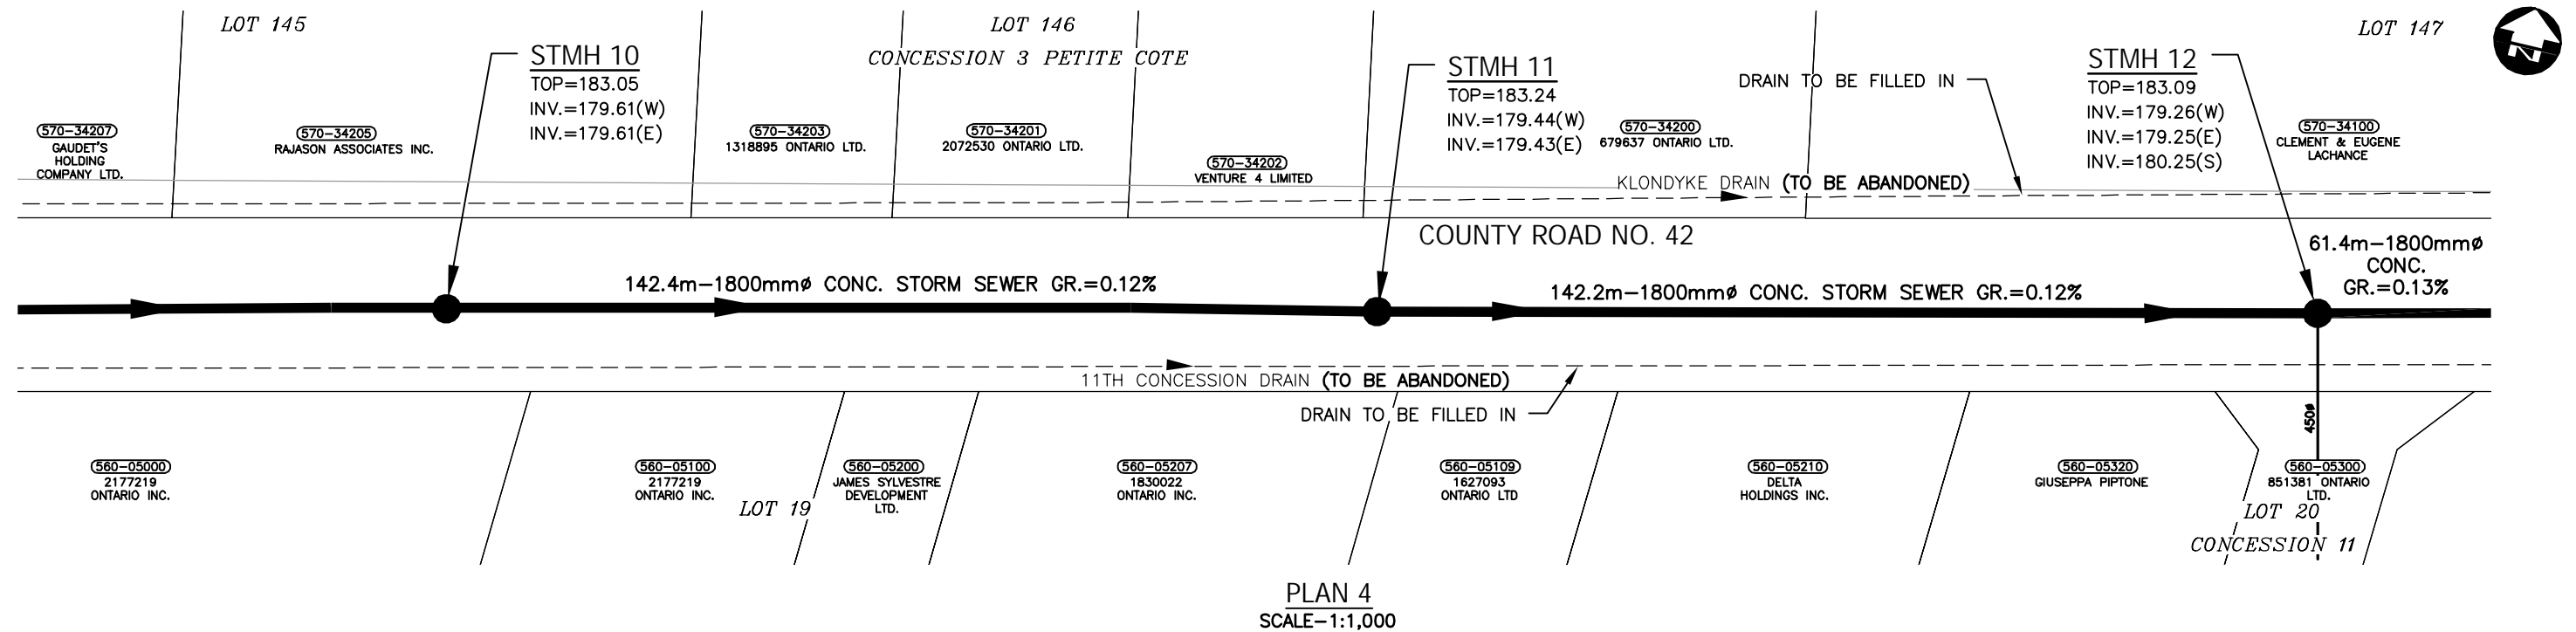 LOT 145
LOT 146
CONCESSION 3 PETITE COTE
LOT 147
N
STMH 10
TOP=183.05
INV.=179.61(W)
INV.=179.61(E)
STMH 11
TOP=183.24
INV.=179.44(W)
INV.=179.43(E)
DRAIN TO BE FILLED IN
STMH 12
TOP=183.09
INV.=179.26(W)
INV.=179.25(E)
INV.=180.25(S)
570-34207
GAUDET'S
HOLDING
COMPANY LTD.
570-34205
RAJASON ASSOCIATES INC.
570-34203
1318895 ONTARIO LTD.
570-34201
2072530 ONTARIO LTD.
570-34202
VENTURE 4 LIMITED
570-34200
679637 ONTARIO LTD.
570-34100
CLEMENT & EUGENE
LACHANCE
KLONDYKE DRAIN (TO BE ABANDONED)
COUNTY ROAD NO. 42
142.4m-1800mmø CONC. STORM SEWER GR.=0.12%
142.2m-1800mmø CONC. STORM SEWER GR.=0.12%
61.4m-1800mmø
CONC.
GR.=0.13%
11TH CONCESSION DRAIN (TO BE ABANDONED)
DRAIN TO BE FILLED IN
450ø
560-05000
2177219
ONTARIO INC.
560-05100
2177219
ONTARIO INC.
LOT 19
560-05200
JAMES SYLVESTRE
DEVELOPMENT
LTD.
560-05207
1830022
ONTARIO INC.
560-05109
1627093
ONTARIO LTD
560-05210
DELTA
HOLDINGS INC.
560-05320
GIUSEPPA PIPTONE
560-05300
851381 ONTARIO
LTD.
LOT 20
CONCESSION 11
PLAN 4
SCALE-1:1,000